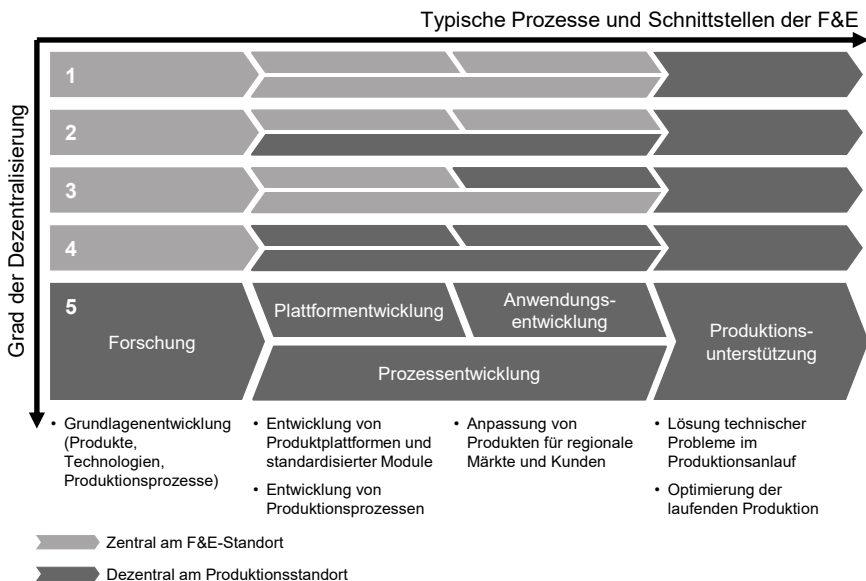 Typische Prozesse und Schnittstellen der F&E
Grad der Dezentralisierung
1
2
3
4
5
Forschung
Plattformentwicklung
Anwendungs-
entwicklung
Prozessentwicklung
Produktions-
unterstützung
• Grundlagenentwicklung
(Produkte,
Technologien,
Produktionsprozesse)
• Entwicklung von
Produktplattformen und
standardisierter Module
• Entwicklung von
Produktionsprozessen
• Anpassung von
Produkten für regionale
Märkte und Kunden
• Lösung technischer
Probleme im
Produktionsanlauf
• Optimierung der
laufenden Produktion
Zentral am F&E-Standort
Dezentral am Produktionsstandort